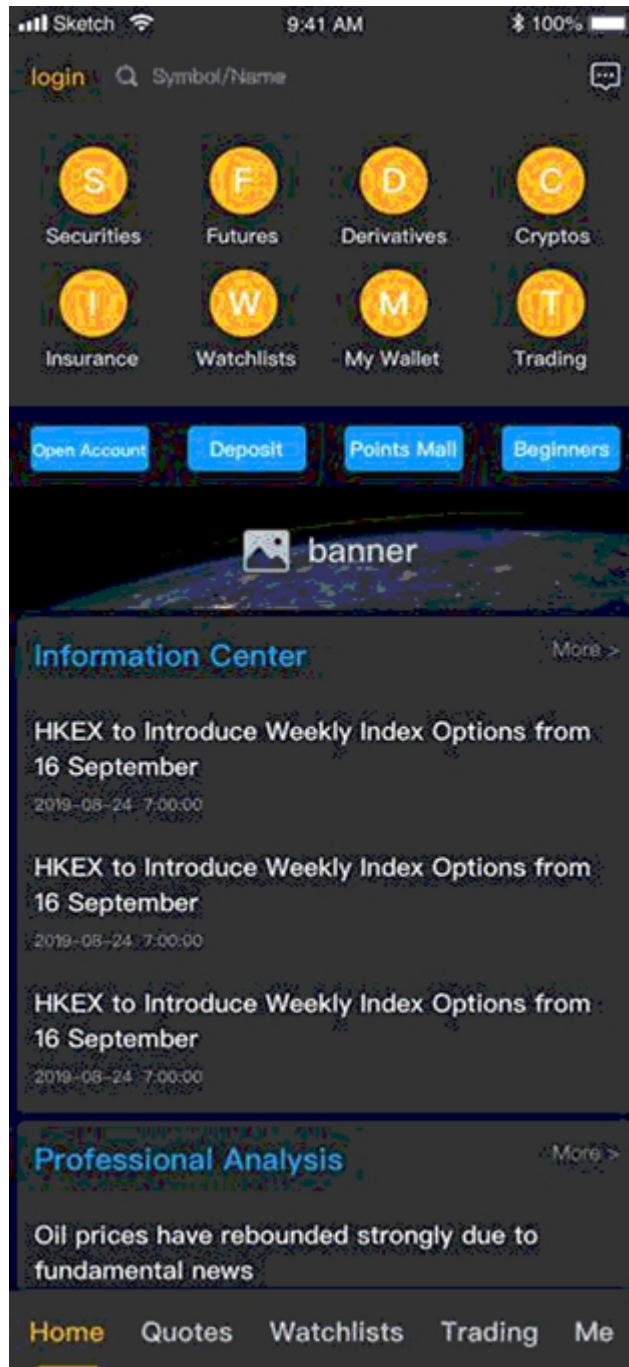 Sketch 9:41 AM 100%
login Symbol/Name
S F D C
Securities Futures Derivatives Cryptos
I W M T
Insurance Watchlists My Wallet Trading
Open Account Deposit Points Mall Beginners
banner
Information Center More >
HKEX to Introduce Weekly Index Options from
16 September
2019-08-24 7:00:00
HKEX to Introduce Weekly Index Options from
16 September
2019-08-24 7:00:00
HKEX to Introduce Weekly Index Options from
16 September
2019-08-24 7:00:00
Professional Analysis More >
Oil prices have rebounded strongly due to
fundamental news
Home Quotes Watchlists Trading Me